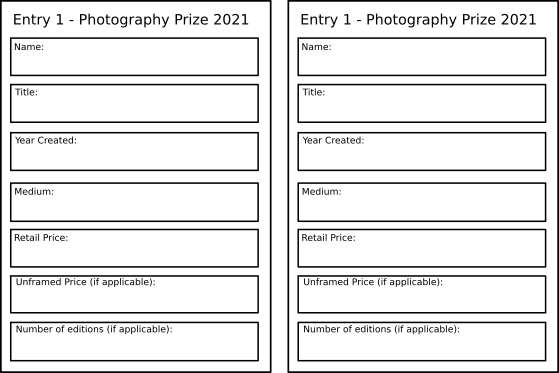 Entry 1 - Photography Prize 2021
Name:
Title:
Year Created:
Medium:
Retail Price:
Unframed Price (if applicable):
Number of editions (if applicable):
Entry 1 - Photography Prize 2021
Name:
Title:
Year Created:
Medium:
Retail Price:
Unframed Price (if applicable):
Number of editions (if applicable):